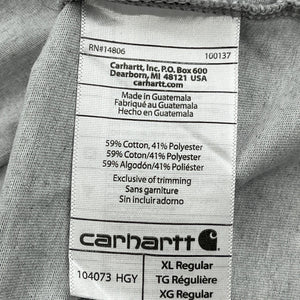 RN#14806 100137
Carhartt, Inc. P.O. Box 600
Dearborn, MI 48121 USA
carhartt.com
Made in Guatemala
Fabriqué au Guatemala
Hecho en Guatemala
59% Cotton, 41% Polyester
59% Coton/41% Polyester
59% Algodón/41% Poliéster
Exclusive of trimming
Sans garniture
Sin incluir adorno
carhartt
104073 HGY
XL Regular
TG Régulière
XG Regular